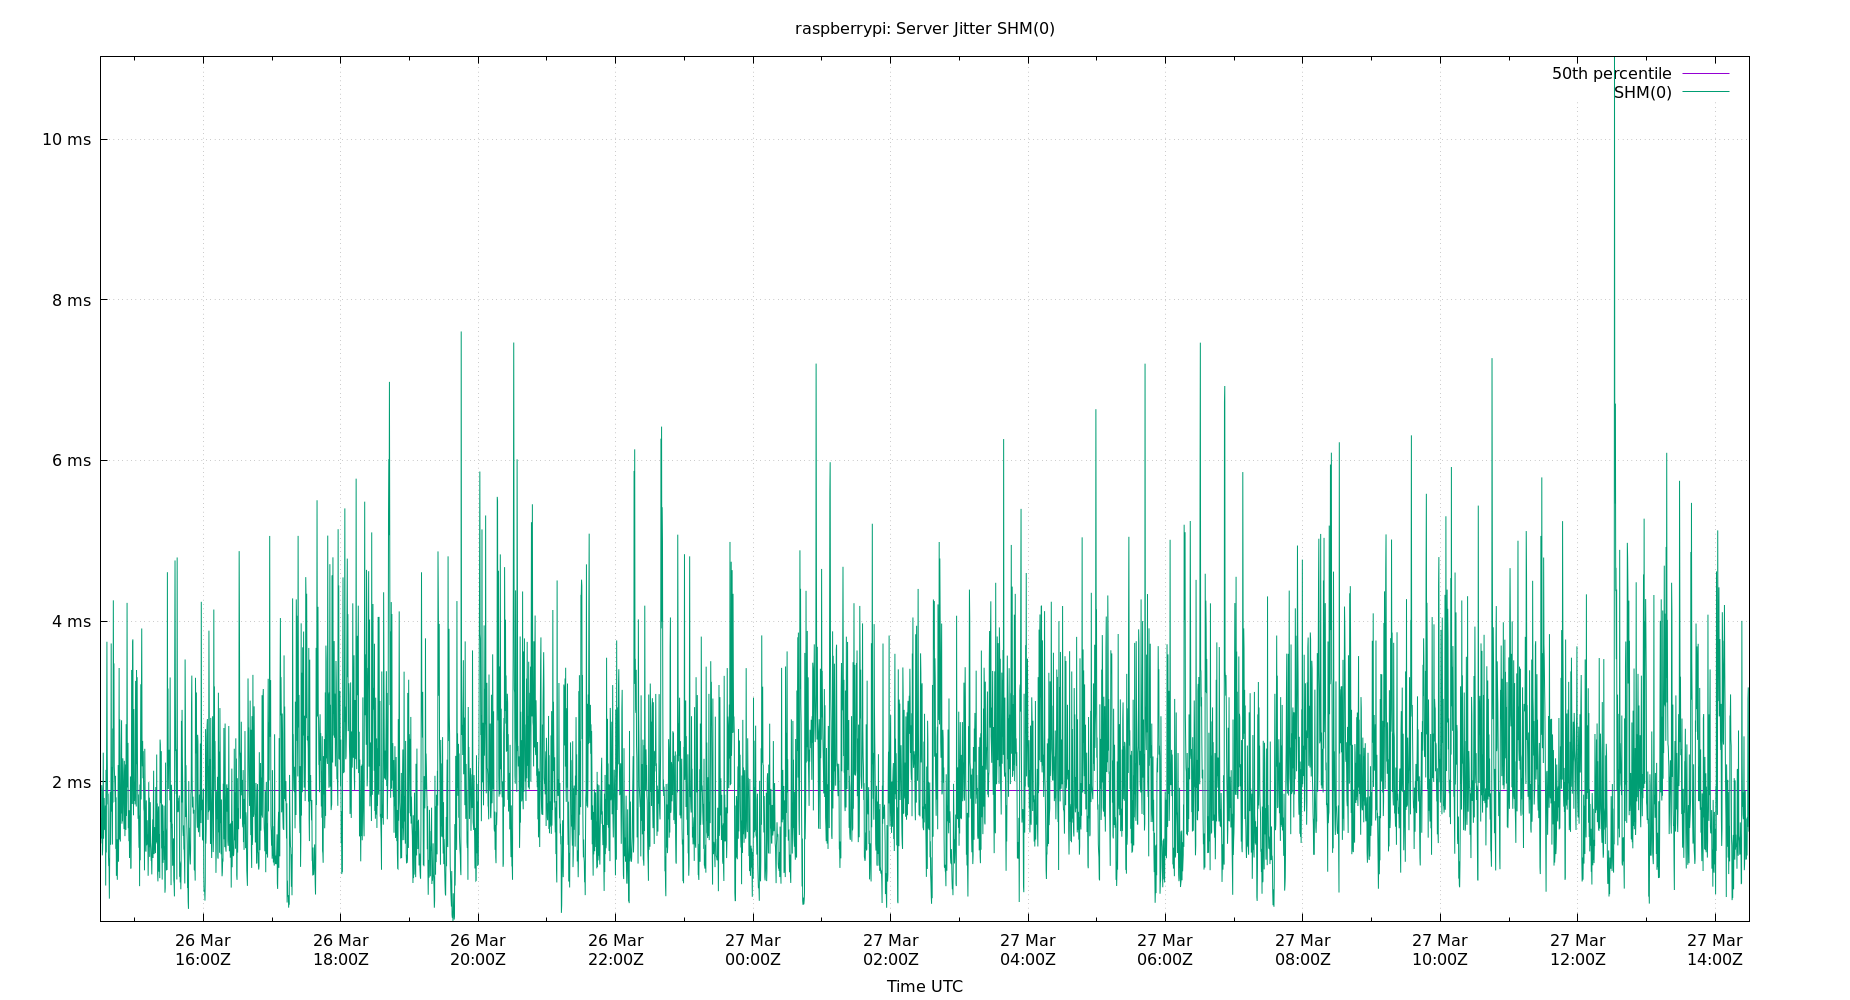 raspberrypi: Server Jitter SHM(0)
50th percentile
SHM(0)
10 ms
8 ms
6 ms
4 ms
2 ms
26 Mar 26 Mar 26 Mar 26 Mar 27 Mar 27 Mar 27 Mar 27 Mar 27 Mar 27 Mar 27 Mar 27 Mar
16:00Z 18:00Z 20:00Z 22:00Z 00:00Z 02:00Z 04:00Z 06:00Z 08:00Z 10:00Z 12:00Z 14:00Z
Time UTC